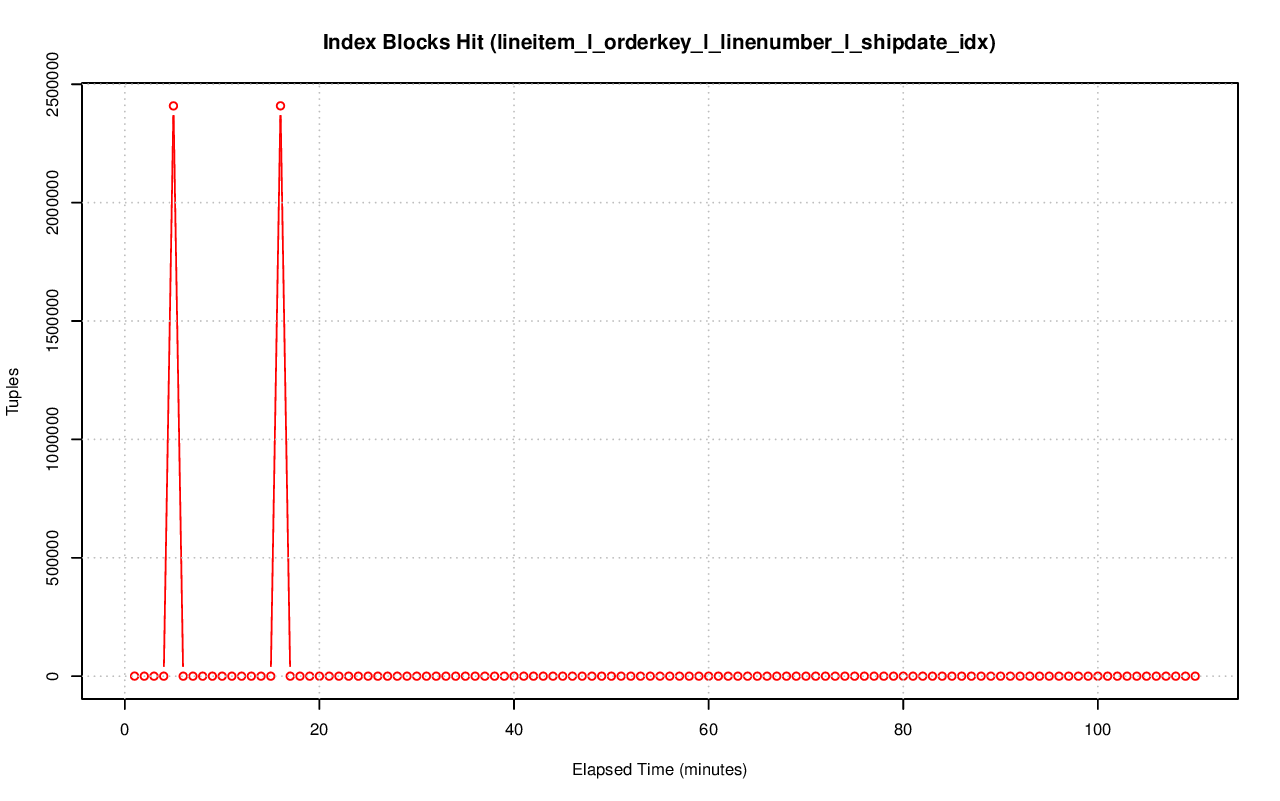 Index Blocks Hit (lineitem_l_orderkey_l_linenumber_l_shipdate_idx)
Tuples
2500000
2000000
1500000
1000000
500000
0
0 20 40 60 80 100
Elapsed Time (minutes)